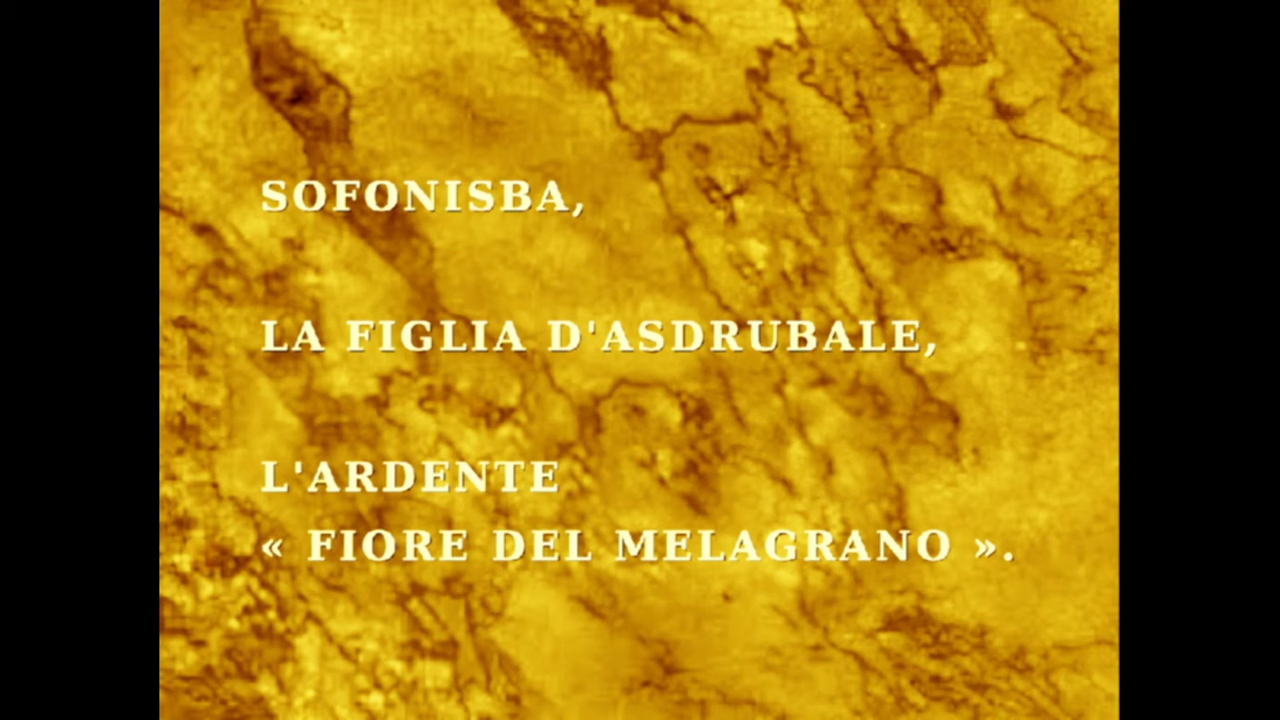 SOFONISBA,
LA FIGLIA D'ASDRUBALE,
L'ARDENTE
« FIORE DEL MELAGRANO ».